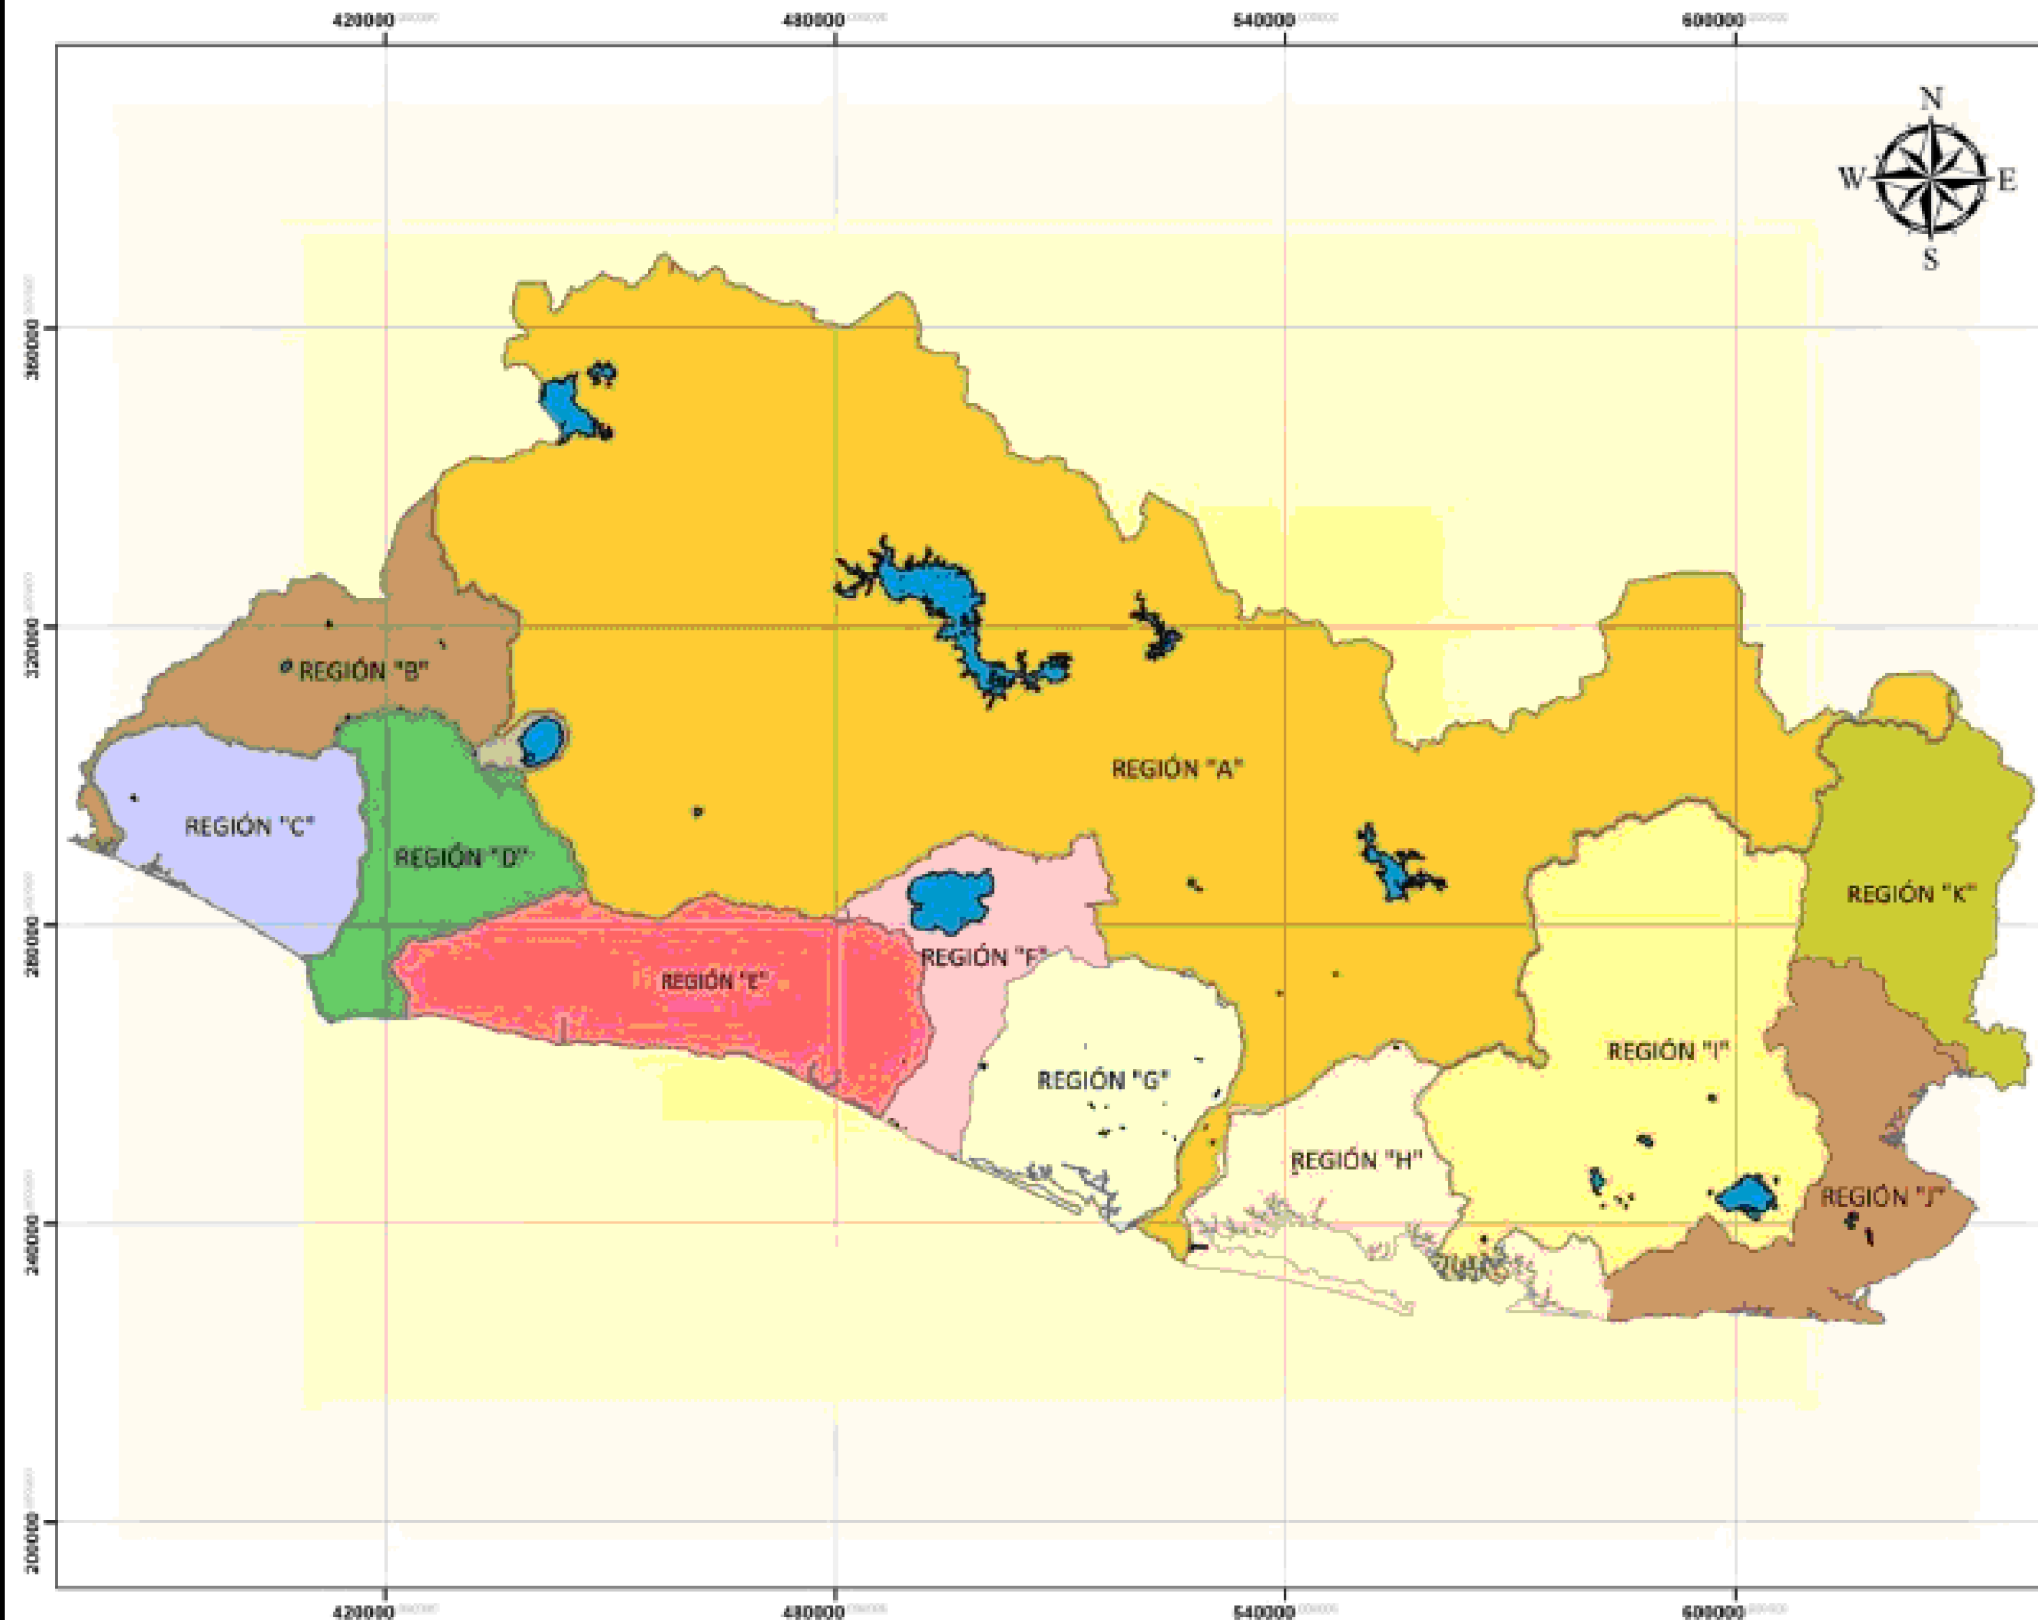 420000 480000 540000 600000
N
W E
S
360000
320000
280000
240000
200000
REGIÓN "B"
REGIÓN "A"
REGIÓN "C"
REGIÓN "D"
REGIÓN "K"
REGIÓN "F"
REGIÓN "E"
REGIÓN "I"
REGIÓN "G"
REGIÓN "H"
REGIÓN "J"
420000 480000 540000 600000